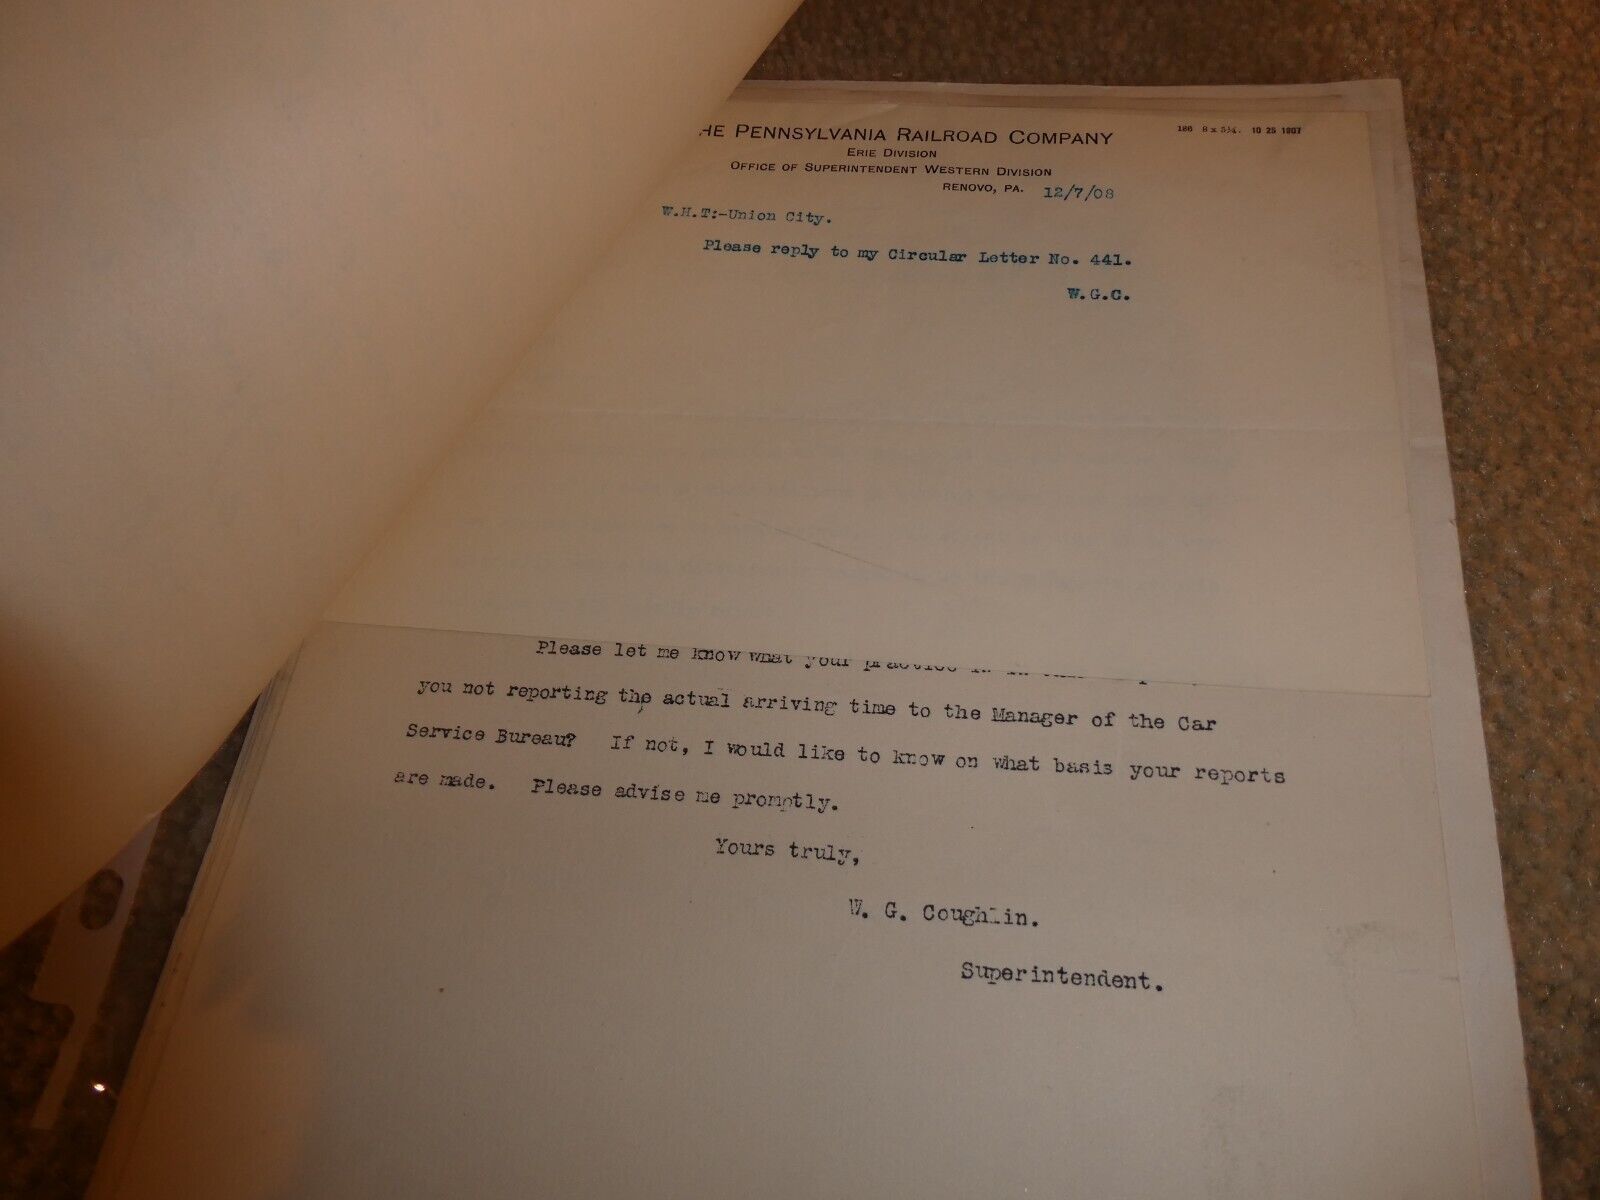 HE PENNSYLVANIA RAILROAD COMPANY
186 8 x 5¼. 10 25 1907
ERIE DIVISION
OFFICE OF SUPERINTENDENT WESTERN DIVISION
RENOVO, PA. 12/7/08
W.H.T:-Union City.
Please reply to my Circular Letter No. 441.
W.G.C.
Please let me know what your practice
you not reporting the actual arriving time to the Manager of the Car
Service Bureau? If not, I would like to know on what basis your reports
are made. Please advise me promptly.
Yours truly,
W. G. Coughlin.
Superintendent.